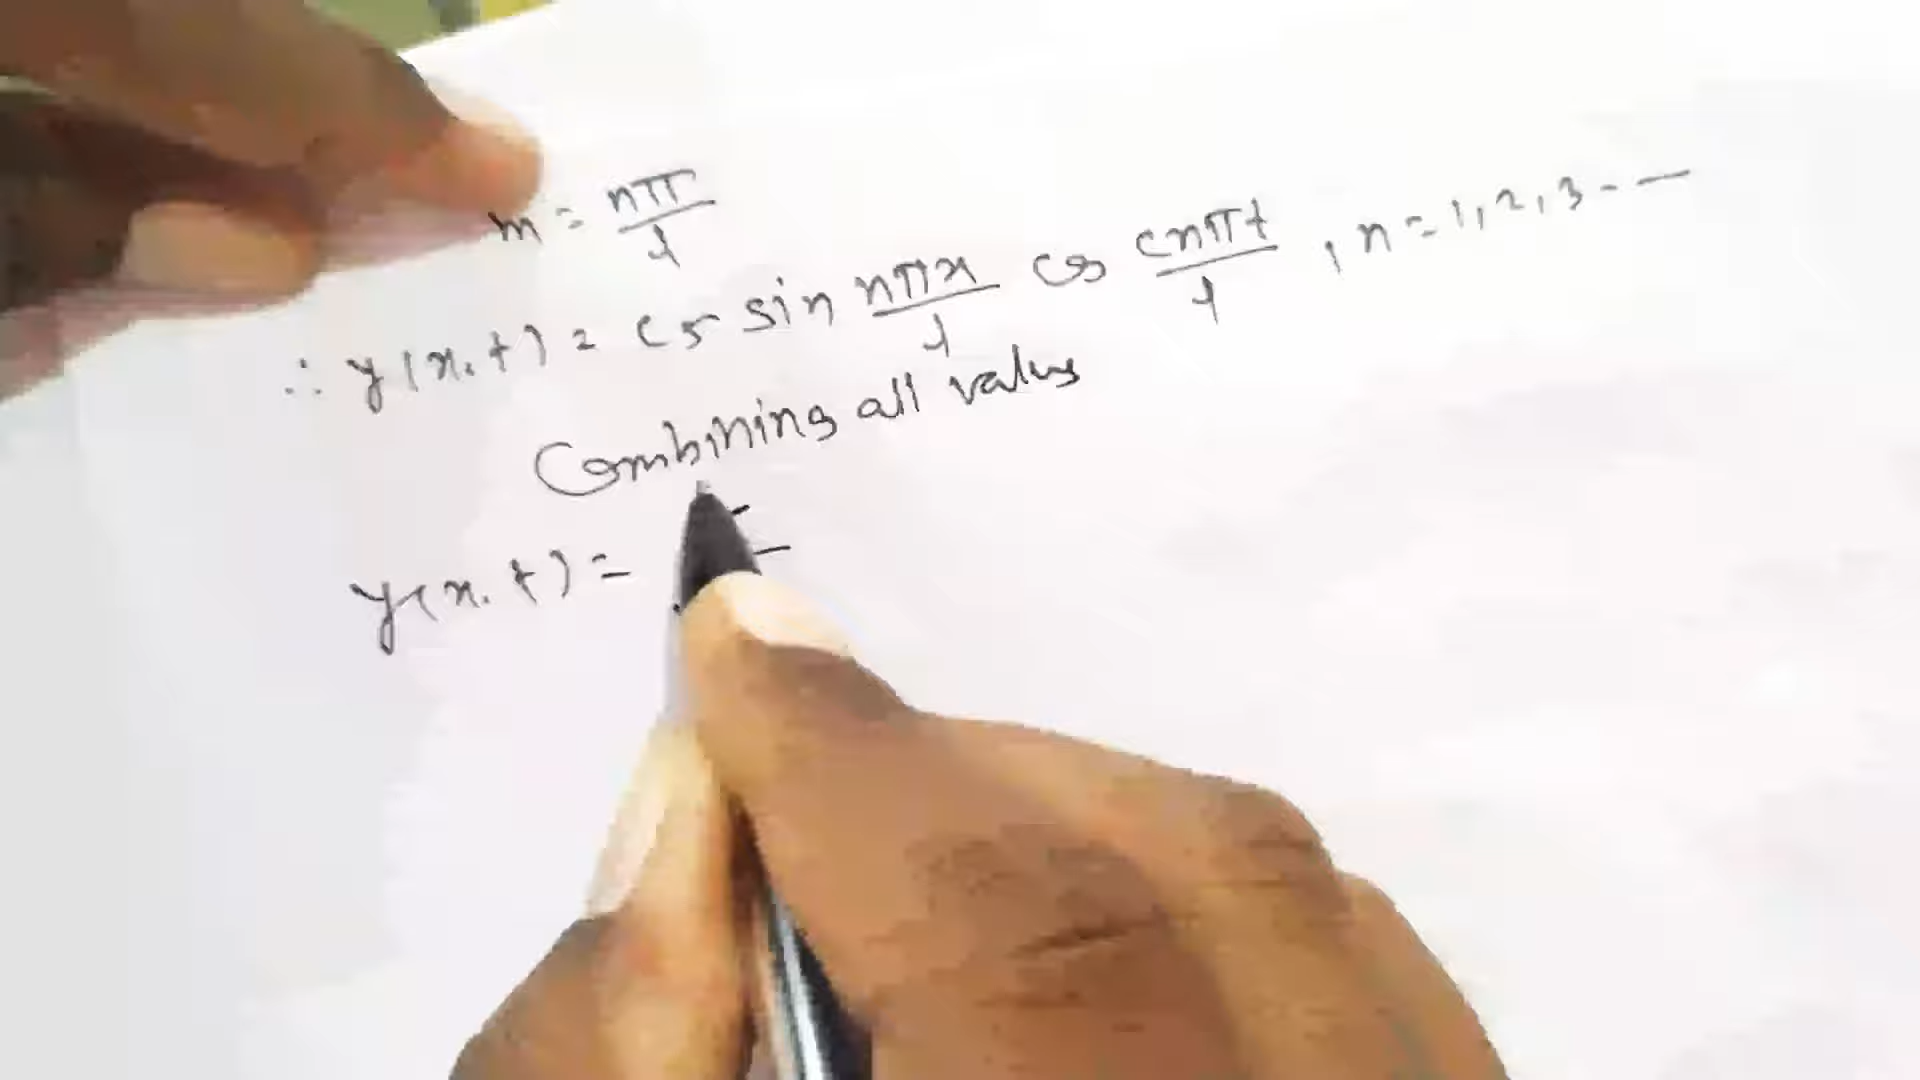 m = nπ/l
∴ y(x,t) = c5 sin nπx/l cos cnπt/l , n = 1, 2, 3 - —
Combining all values
y(x,t) =